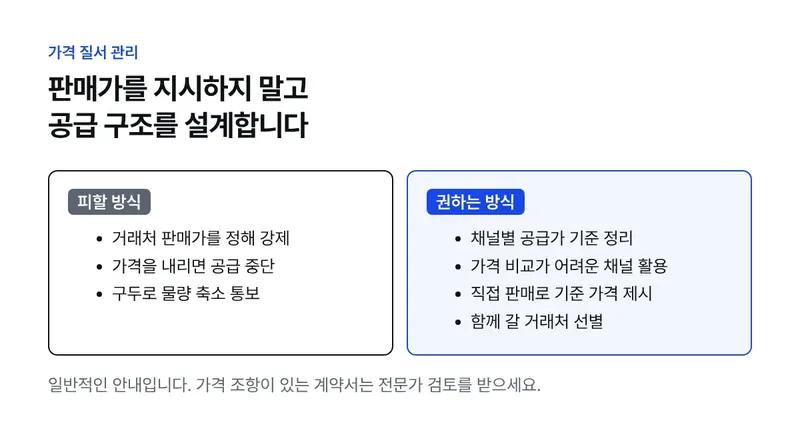 가격 질서 관리
판매가를 지시하지 말고
공급 구조를 설계합니다
피할 방식
• 거래처 판매가를 정해 강제
• 가격을 내리면 공급 중단
• 구두로 물량 축소 통보
권하는 방식
• 채널별 공급가 기준 정리
• 가격 비교가 어려운 채널 활용
• 직접 판매로 기준 가격 제시
• 함께 갈 거래처 선별
일반적인 안내입니다. 가격 조항이 있는 계약서는 전문가 검토를 받으세요.